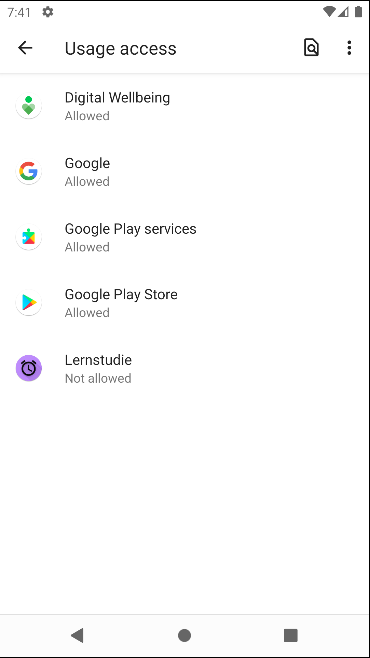 7:41
Usage access
Digital Wellbeing
Allowed
Google
Allowed
Google Play services
Allowed
Google Play Store
Allowed
Lernstudie
Not allowed